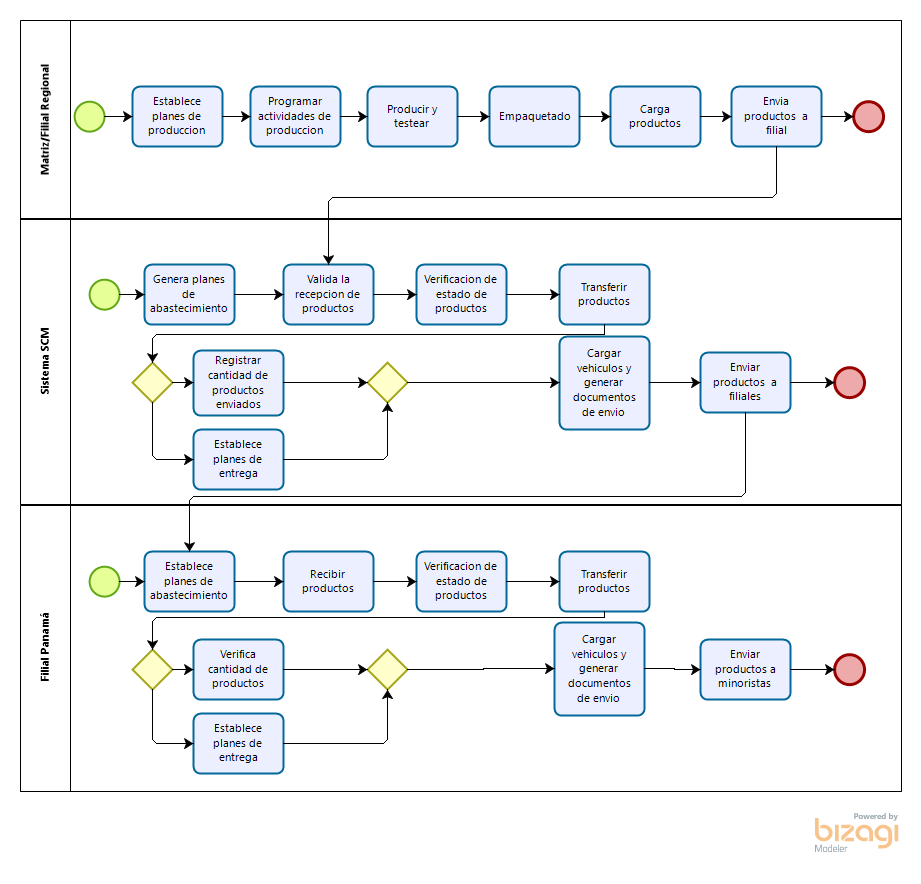 Matriz/Filial Regional
Establece
planes de
produccion
Programar
actividades de
produccion
Producir y
testear
Empaquetado
Carga
productos
Envia
productos a
filial
Sistema SCM
Genera planes
de
abastecimiento
Valida la
recepcion de
productos
Verificacion de
estado de
productos
Transferir
productos
Registrar
cantidad de
productos
enviados
Cargar
vehiculos y
generar
documentos
de envio
Enviar
productos a
filiales
Establece
planes de
entrega
Filial Panamá
Establece
planes de
abastecimiento
Recibir
productos
Verificacion de
estado de
productos
Transferir
productos
Verifica
cantidad de
productos
Cargar
vehiculos y
generar
documentos
de envio
Enviar
productos a
minoristas
Establece
planes de
entrega
Powered by
bizagi
Modeler